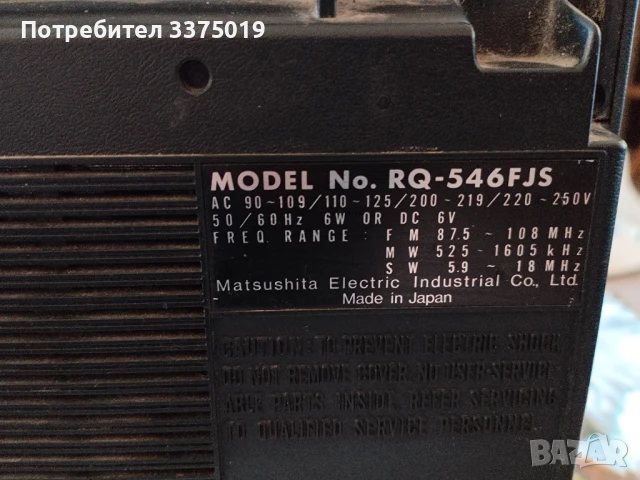 Потребител 3375019
MODEL No. RQ-546FJS
AC 90~109/110~125/200~219/220~250V
50/60Hz 6W OR DC 6V
FREQ. RANGE : FM 87.5 ~ 108 MHz
MW 525 ~ 1605 kHz
SW 5.9 ~ 18 MHz
Matsushita Electric Industrial Co., Ltd.
Made in Japan
CAUTION-TO PREVENT ELECTRIC SHOCK
DO NOT REMOVE COVER. NO USER-SERVICE-
ABLE PARTS INSIDE. REFER SERVICING
TO QUALIFIED SERVICE PERSONNEL.
BAZAR
bg